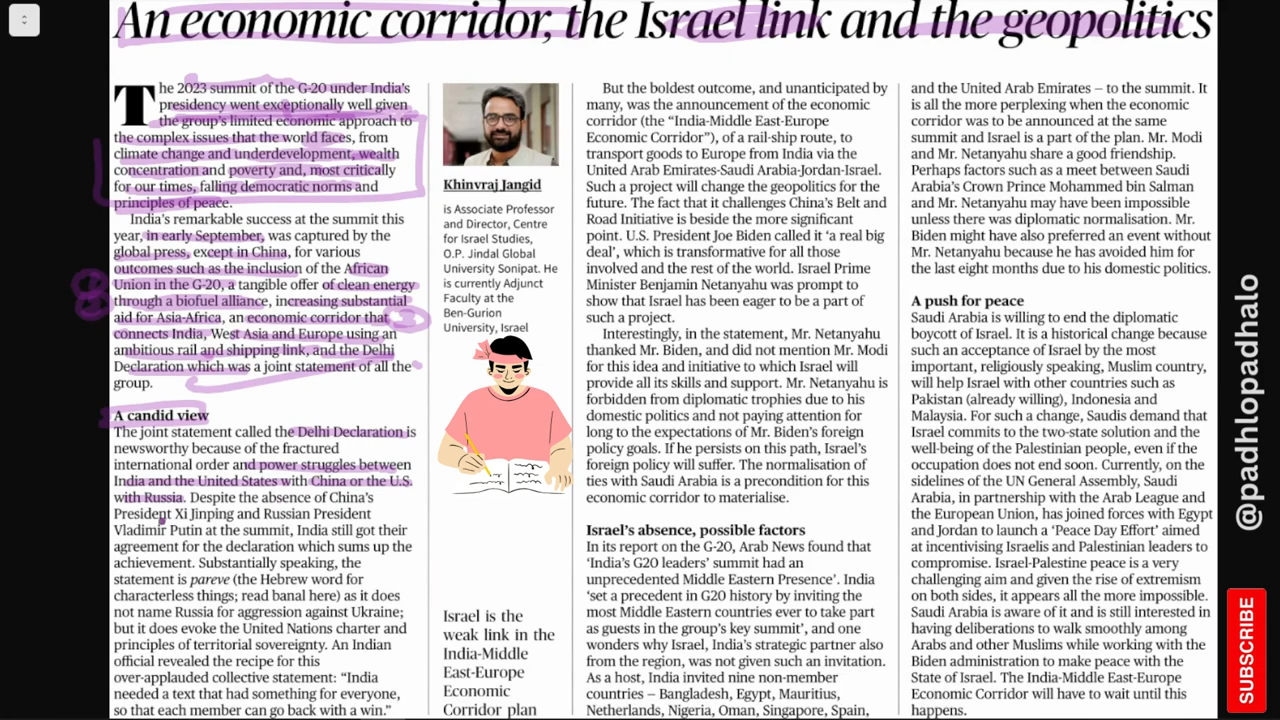 An economic corridor, the Israel link and the geopolitics
The 2023 summit of the G-20 under India's
presidency went exceptionally well given
the group's limited economic approach to
the complex issues that the world faces, from
climate change and underdevelopment, wealth
concentration and poverty and, most critically
for our times, falling democratic norms and
principles of peace.
India's remarkable success at the summit this
year, in early September, was captured by the
global press, except in China, for various
outcomes such as the inclusion of the African
Union in the G-20, a tangible offer of clean energy
through a biofuel alliance, increasing substantial
aid for Asia-Africa, an economic corridor that
connects India, West Asia and Europe using an
ambitious rail and shipping link, and the Delhi
Declaration which was a joint statement of all the
group.
A candid view
The joint statement called the Delhi Declaration is
newsworthy because of the fractured
international order and power struggles between
India and the United States with China or the U.S.
with Russia. Despite the absence of China's
President Xi Jinping and Russian President
Vladimir Putin at the summit, India still got their
agreement for the declaration which sums up the
achievement. Substantially speaking, the
statement is pareve (the Hebrew word for
characterless things; read banal here) as it does
not name Russia for aggression against Ukraine;
but it does evoke the United Nations charter and
principles of territorial sovereignty. An Indian
official revealed the recipe for this
over-applauded collective statement: “India
needed a text that had something for everyone,
so that each member can go back with a win.”
Khinvraj Jangid
is Associate Professor
and Director, Centre
for Israel Studies,
O.P. Jindal Global
University Sonipat. He
is currently Adjunct
Faculty at the
Ben-Gurion
University, Israel
Israel is the
weak link in the
India-Middle
East-Europe
Economic
Corridor plan
But the boldest outcome, and unanticipated by
many, was the announcement of the economic
corridor (the “India-Middle East-Europe
Economic Corridor”), of a rail-ship route, to
transport goods to Europe from India via the
United Arab Emirates-Saudi Arabia-Jordan-Israel.
Such a project will change the geopolitics for the
future. The fact that it challenges China's Belt and
Road Initiative is beside the more significant
point. U.S. President Joe Biden called it ‘a real big
deal’, which is transformative for all those
involved and the rest of the world. Israel Prime
Minister Benjamin Netanyahu was prompt to
show that Israel has been eager to be a part of
such a project.
Interestingly, in the statement, Mr. Netanyahu
thanked Mr. Biden, and did not mention Mr. Modi
for this idea and initiative to which Israel will
provide all its skills and support. Mr. Netanyahu is
forbidden from diplomatic trophies due to his
domestic politics and not paying attention for
long to the expectations of Mr. Biden's foreign
policy goals. If he persists on this path, Israel's
foreign policy will suffer. The normalisation of
ties with Saudi Arabia is a precondition for this
economic corridor to materialise.
Israel's absence, possible factors
In its report on the G-20, Arab News found that
‘India's G20 leaders’ summit had an
unprecedented Middle Eastern Presence’. India
‘set a precedent in G20 history by inviting the
most Middle Eastern countries ever to take part
as guests in the group's key summit’, and one
wonders why Israel, India's strategic partner also
from the region, was not given such an invitation.
As a host, India invited nine non-member
countries — Bangladesh, Egypt, Mauritius,
Netherlands, Nigeria, Oman, Singapore, Spain,
and the United Arab Emirates — to the summit. It
is all the more perplexing when the economic
corridor was to be announced at the same
summit and Israel is a part of the plan. Mr. Modi
and Mr. Netanyahu share a good friendship.
Perhaps factors such as a meet between Saudi
Arabia's Crown Prince Mohammed bin Salman
and Mr. Netanyahu may have been impossible
unless there was diplomatic normalisation. Mr.
Biden might have also preferred an event without
Mr. Netanyahu because he has avoided him for
the last eight months due to his domestic politics.
A push for peace
Saudi Arabia is willing to end the diplomatic
boycott of Israel. It is a historical change because
such an acceptance of Israel by the most
important, religiously speaking, Muslim country,
will help Israel with other countries such as
Pakistan (already willing), Indonesia and
Malaysia. For such a change, Saudis demand that
Israel commits to the two-state solution and the
well-being of the Palestinian people, even if the
occupation does not end soon. Currently, on the
sidelines of the UN General Assembly, Saudi
Arabia, in partnership with the Arab League and
the European Union, has joined forces with Egypt
and Jordan to launch a ‘Peace Day Effort’ aimed
at incentivising Israelis and Palestinian leaders to
compromise. Israel-Palestine peace is a very
challenging aim and given the rise of extremism
on both sides, it appears all the more impossible.
Saudi Arabia is aware of it and is still interested in
having deliberations to walk smoothly among
Arabs and other Muslims while working with the
Biden administration to make peace with the
State of Israel. The India-Middle East-Europe
Economic Corridor will have to wait until this
happens.
@padhlopadhalo
SUBSCRIBE